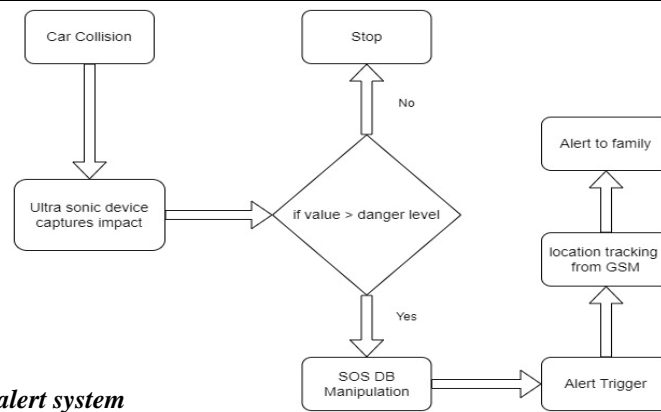 Car Collision
Stop
No
Alert to family
Ultra sonic device
captures impact
if value > danger level
location tracking
from GSM
Yes
SOS DB
Manipulation
Alert Trigger
alert system